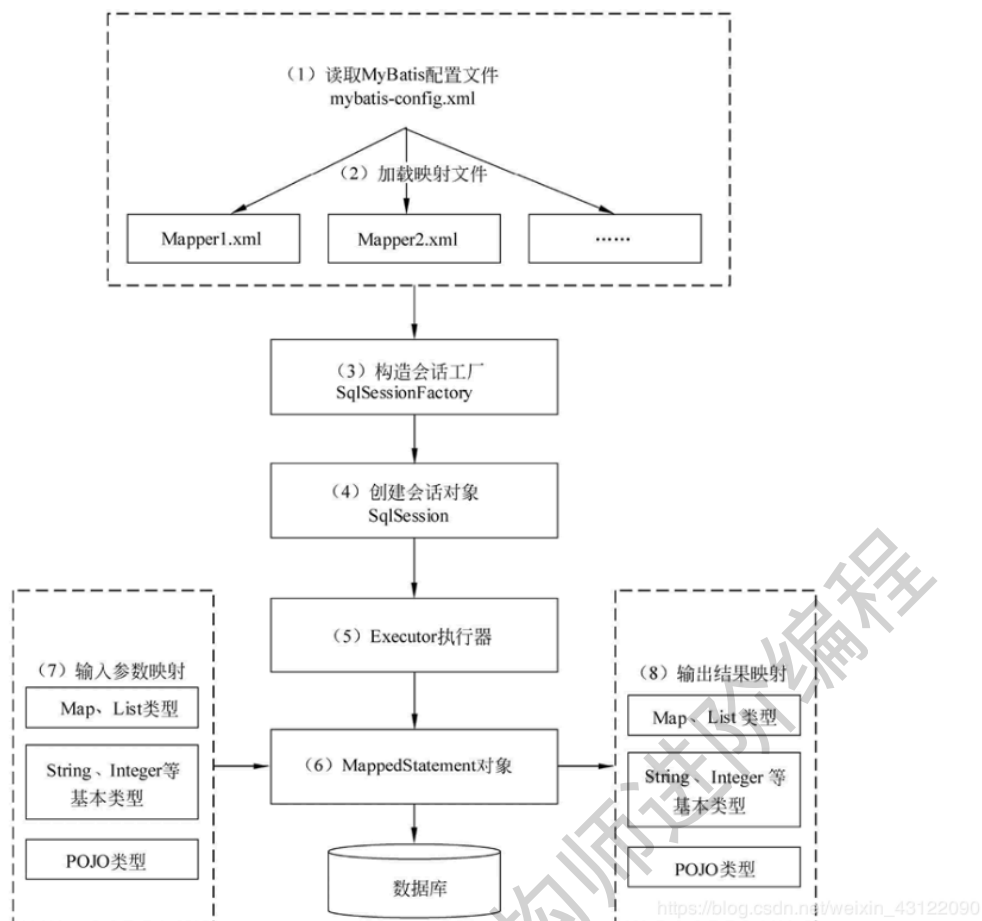 （1）读取MyBatis配置文件
mybatis-config.xml
（2）加载映射文件
Mapper1.xml
Mapper2.xml
……
（3）构造会话工厂
SqlSessionFactory
（4）创建会话对象
SqlSession
（5）Executor执行器
（7）输入参数映射
Map、List类型
String、Integer等
基本类型
POJO类型
（6）MappedStatement对象
（8）输出结果映射
Map、List 类型
String、Integer 等
基本类型
POJO类型
数据库
构师进阶编程
https://blog.csdn.net/weixin_43122090